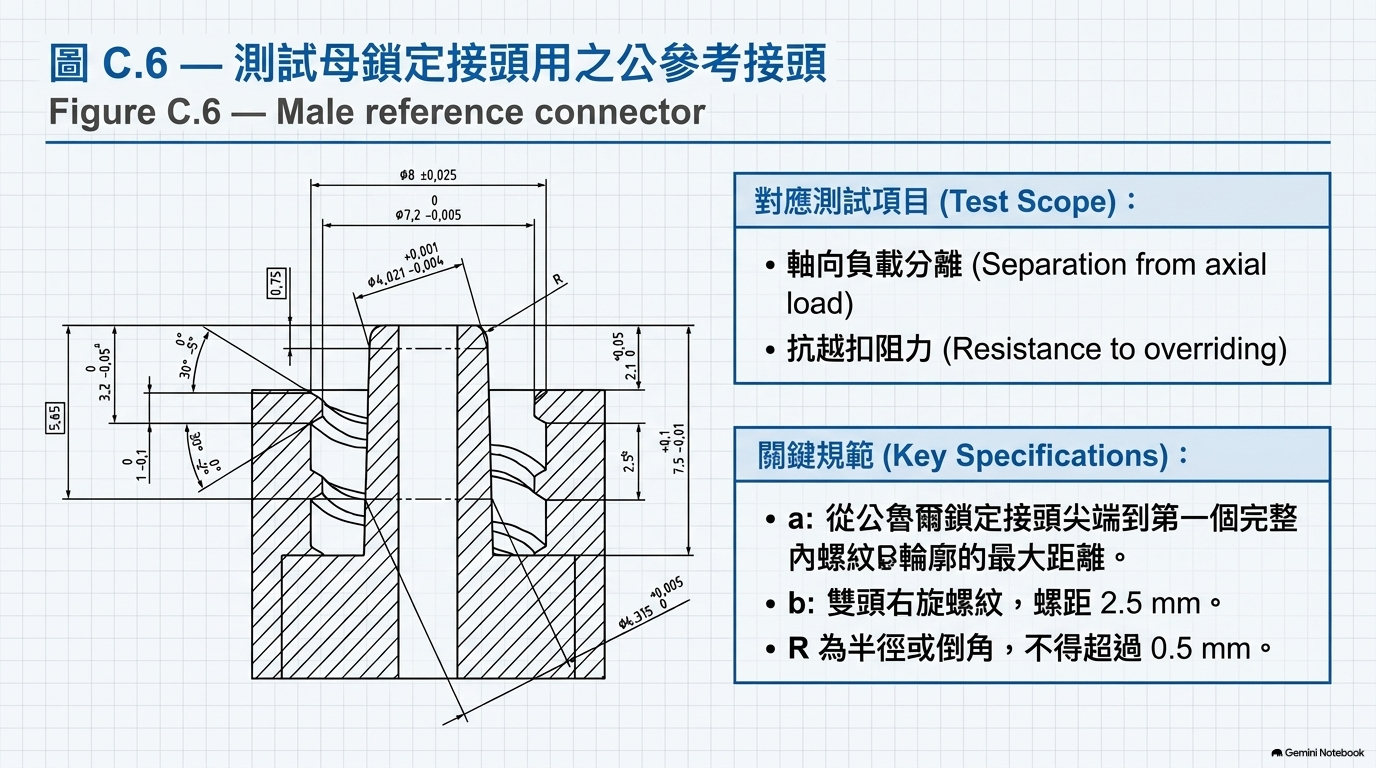 圖 C.6 — 測試母鎖定接頭用之公參考接頭
Figure C.6 — Male reference connector
ø8 ±0,025
0
ø7,2 -0,005
+0,001
ø4,021 -0,004
R
0,75
0°
30° -5°
0
3,2 -0,05 a
5,65
0
1 -0,1
+0,05
2.1 0
2.5 b
+0,1
7.5 -0,01
+0,005
ø4,315 0
對應測試項目 (Test Scope)：
• 軸向負載分離 (Separation from axial
load)
• 抗越扣阻力 (Resistance to overriding)
關鍵規範 (Key Specifications)：
• a: 從公魯爾鎖定接頭尖端到第一個完整
內螺紋輪廓的最大距離。
• b: 雙頭右旋螺紋，螺距 2.5 mm。
• R 為半徑或倒角，不得超過 0.5 mm。
Gemini Notebook